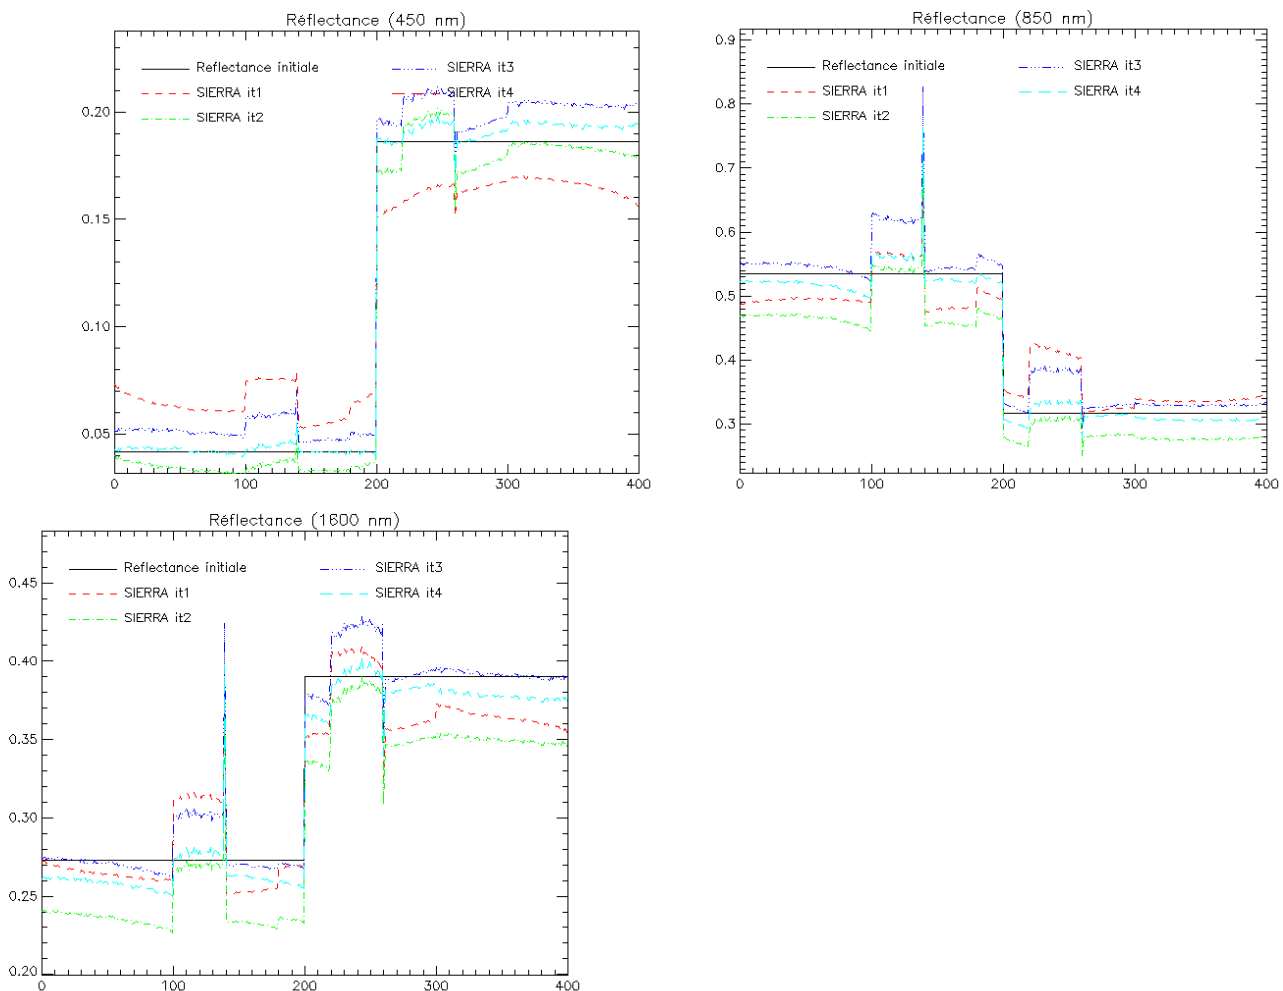 Réflectance (450 nm)
Reflectance initiale
SIERRA it3
SIERRA it1
SIERRA it4
SIERRA it2
0.20
0.15
0.10
0.05
0
100
200
300
400
Réflectance (850 nm)
0.9
Reflectance initiale
SIERRA it3
SIERRA it1
SIERRA it4
SIERRA it2
0.8
0.7
0.6
0.5
0.4
0.3
0
100
200
300
400
Réflectance (1600 nm)
Reflectance initiale
SIERRA it3
0.45
SIERRA it1
SIERRA it4
SIERRA it2
0.40
0.35
0.30
0.25
0.20
0
100
200
300
400